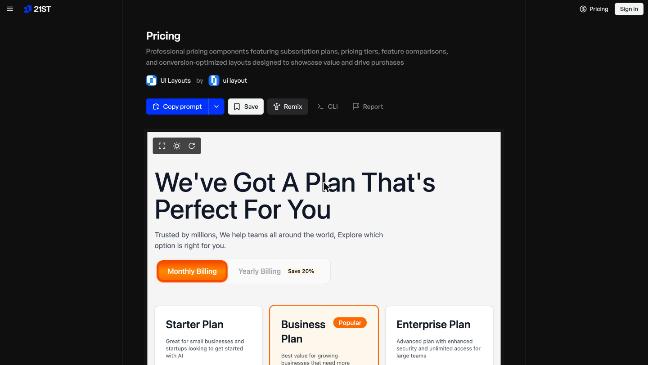 21ST
Pricing
Sign in
Pricing
Professional pricing components featuring subscription plans, pricing tiers, feature comparisons,
and conversion-optimized layouts designed to showcase value and drive purchases
UI Layouts by ui layout
Copy prompt
Save
Remix
CLI
Report
We've Got A Plan That's
Perfect For You
Trusted by millions, We help teams all around the world, Explore which
option is right for you.
Monthly Billing
Yearly Billing Save 20%
Starter Plan
Great for small businesses and
startups looking to get started
with AI
Business
Plan
Popular
Best value for growing
businesses that need more
Enterprise Plan
Advanced plan with enhanced
security and unlimited access for
large teams